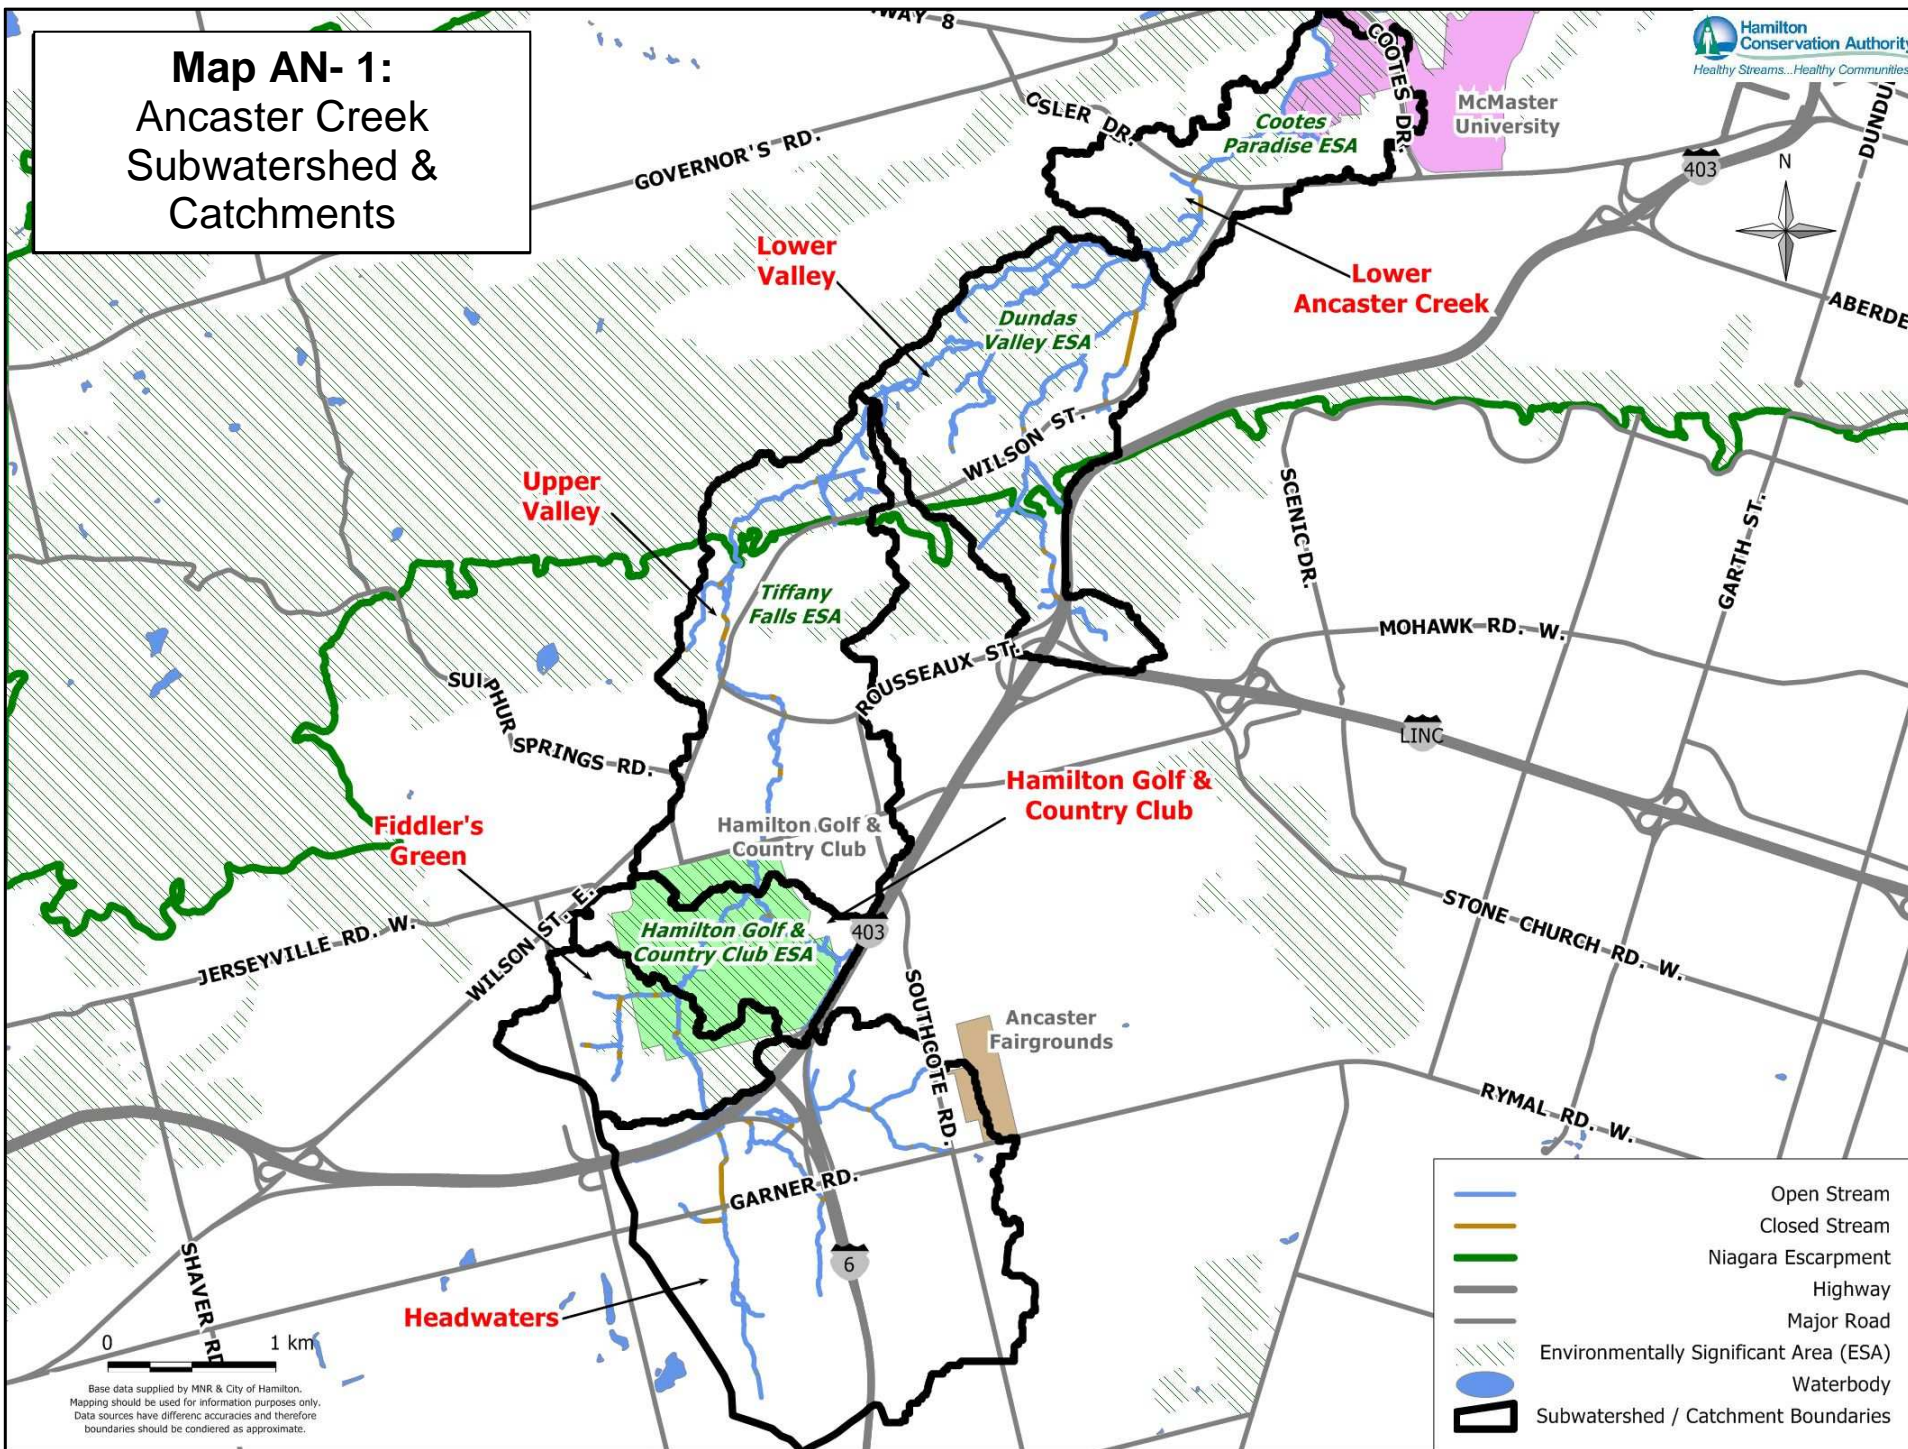 Map AN- 1:
Ancaster Creek
Subwatershed &
Catchments
WAY 8
Hamilton
Conservation Authority
Healthy Streams...Healthy Communities
COOTES DR.
COOTES DR.
McMaster
University
OSLER DR.
Cootes
Paradise ESA
GOVERNOR'S RD.
403
N
DUNDU
Lower
Valley
Lower
Ancaster Creek
ABERDE
Dundas
Valley ESA
WILSON ST.
Upper
Valley
SCENIC DR.
GARTH ST.
Tiffany
Falls ESA
MOHAWK RD. W.
ROUSSEAUX ST.
SULPHUR
SPRINGS RD.
LINC
Hamilton Golf &
Country Club
Fiddler's
Green
Hamilton Golf &
Country Club
WILSON ST. E.
STONE CHURCH RD. W.
JERSEYVILLE RD. W.
Hamilton Golf &
Country Club ESA
403
SOUTHCOTE RD.
Ancaster
Fairgrounds
RYMAL RD. W.
GARNER RD.
SHAVER RD
6
Headwaters
0 1 km
Base data supplied by MNR & City of Hamilton.
Mapping should be used for information purposes only.
Data sources have differenc accuracies and therefore
boundaries should be condiered as approximate.
Open Stream
Closed Stream
Niagara Escarpment
Highway
Major Road
Environmentally Significant Area (ESA)
Waterbody
Subwatershed / Catchment Boundaries